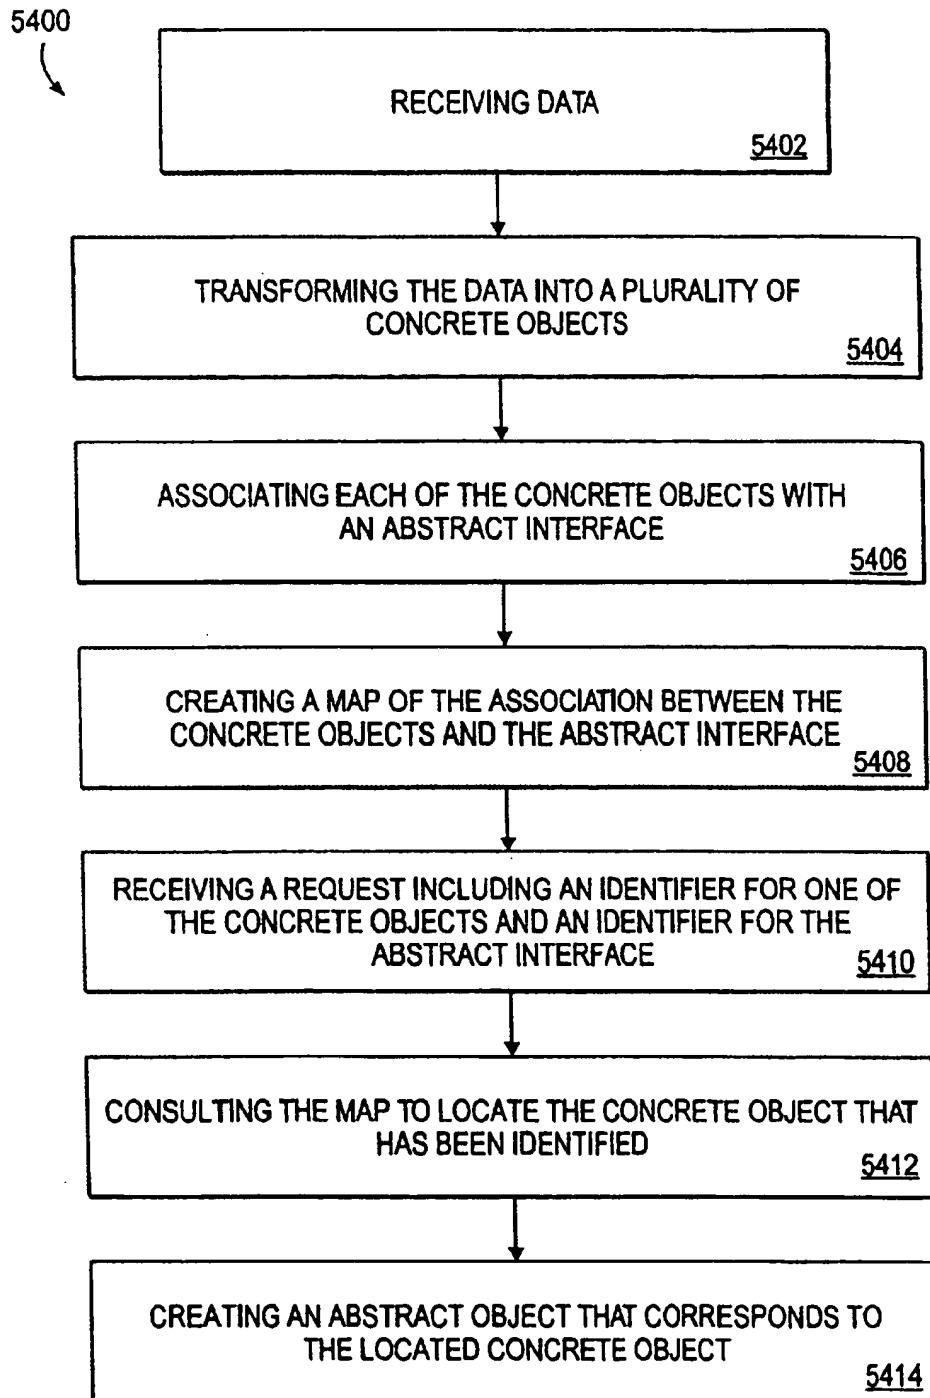 5400
RECEIVING DATA
5402
TRANSFORMING THE DATA INTO A PLURALITY OF
CONCRETE OBJECTS
5404
ASSOCIATING EACH OF THE CONCRETE OBJECTS WITH
AN ABSTRACT INTERFACE
5406
CREATING A MAP OF THE ASSOCIATION BETWEEN THE
CONCRETE OBJECTS AND THE ABSTRACT INTERFACE
5408
RECEIVING A REQUEST INCLUDING AN IDENTIFIER FOR ONE OF
THE CONCRETE OBJECTS AND AN IDENTIFIER FOR THE
ABSTRACT INTERFACE
5410
CONSULTING THE MAP TO LOCATE THE CONCRETE OBJECT THAT
HAS BEEN IDENTIFIED
5412
CREATING AN ABSTRACT OBJECT THAT CORRESPONDS TO
THE LOCATED CONCRETE OBJECT
5414